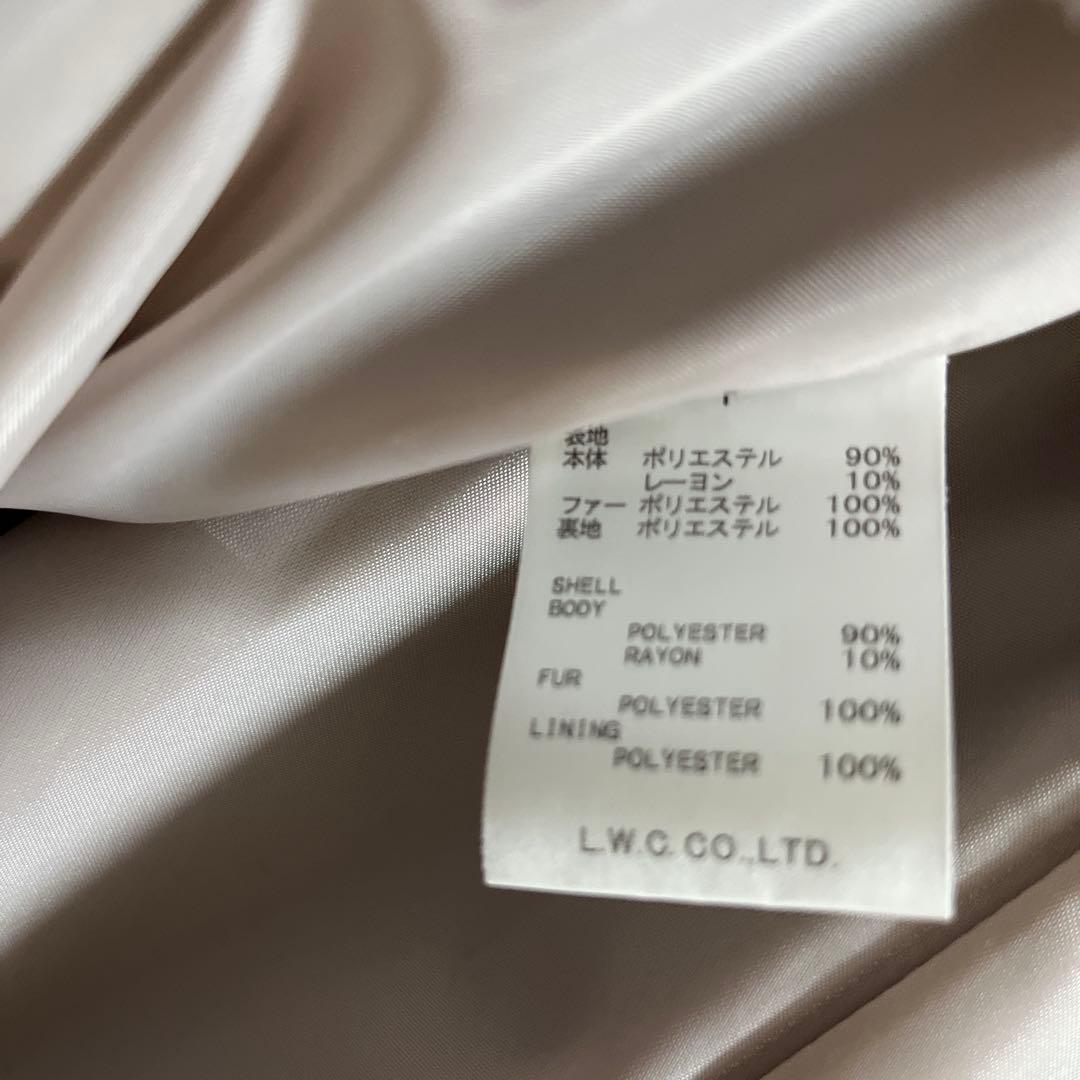 表地
本体 ポリエステル 90%
レーヨン 10%
ファー ポリエステル 100%
裏地 ポリエステル 100%
SHELL
BODY
POLYESTER 90%
RAYON 10%
FUR
POLYESTER 100%
LINING
POLYESTER 100%
L.W.C. CO.,LTD.